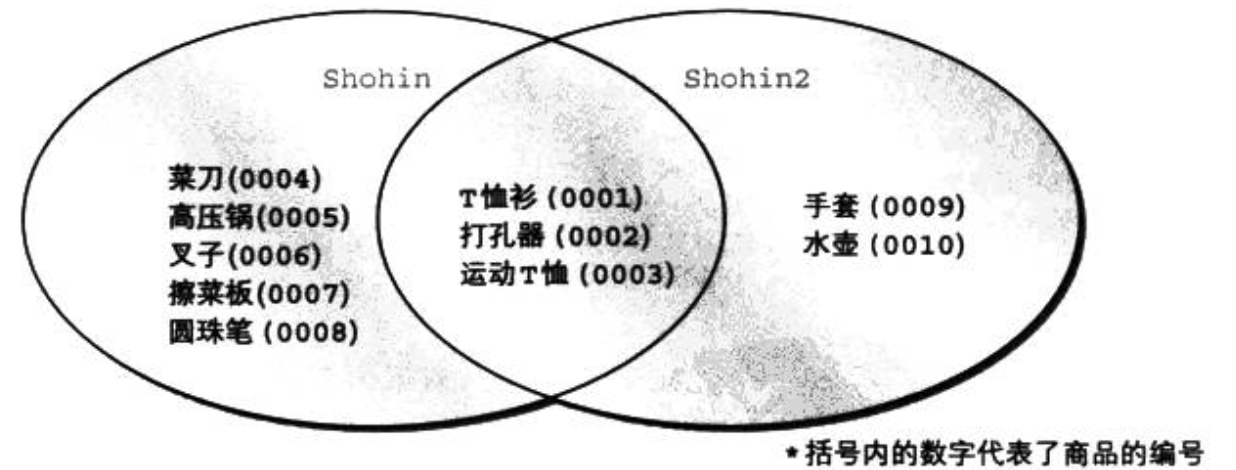 Shohin
Shohin2
菜刀(0004)
高压锅(0005)
叉子(0006)
擦菜板(0007)
圆珠笔(0008)
T恤衫(0001)
打孔器(0002)
运动T恤(0003)
手套(0009)
水壶(0010)
*括号内的数字代表了商品的编号